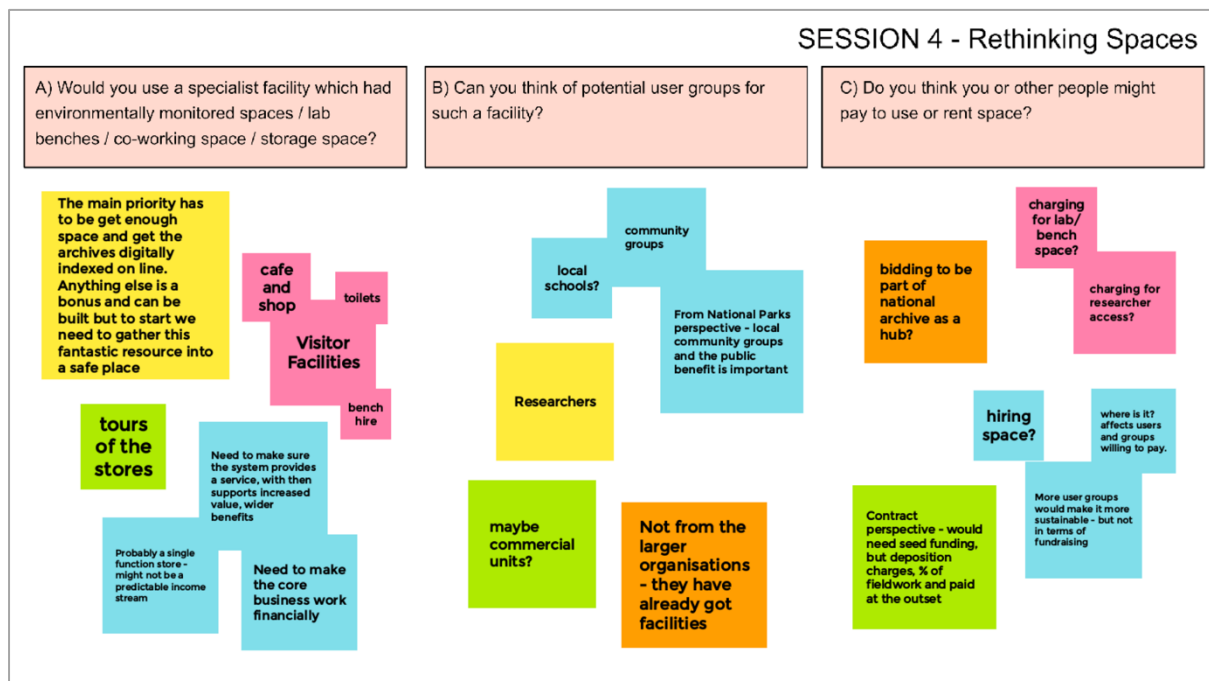 SESSION 4 - Rethinking Spaces
A) Would you use a specialist facility which had
environmentally monitored spaces / lab
benches / co-working space / storage space?
The main priority has
to be get enough
space and get the
archives digitally
indexed on line.
Anything else is a
bonus and can be
built but to start we
need to gather this
fantastic resource into
a safe place
cafe
and
shop
toilets
Visitor
Facilities
bench
hire
tours
of the
stores
Need to make sure
the system provides
a service, with then
supports increased
value, wider
benefits
Probably a single
function store -
might not be a
predictable income
stream
Need to make
the core
business work
financially
B) Can you think of potential user groups for
such a facility?
community
groups
local
schools?
From National Parks
perspective - local
community groups
and the public
benefit is important
Researchers
maybe
commercial
units?
Not from the
larger
organisations
- they have
already got
facilities
C) Do you think you or other people might
pay to use or rent space?
charging
for lab/
bench
space?
bidding to be
part of
national
archive as a
hub?
charging for
researcher
access?
hiring
space?
where is it?
affects users
and groups
willing to pay.
More user groups
would make it more
sustainable - but not
in terms of
fundraising
Contract
perspective - would
need seed funding,
but deposition
charges, % of
fieldwork and paid
at the outset